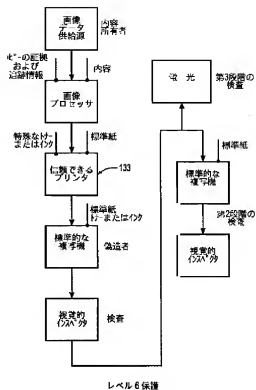 画像
データ
供給源
内容
所有者
ｺﾋﾟｰの証拠
および
追跡情報
内容
画像
プロセッサ
特殊なﾄﾅｰ
またはｲﾝｸ
標準紙
信頼できる
プリンタ
133
標準紙
ﾄﾅｰまたはｲﾝｸ
標準的な
複写機
偽造者
視覚的
ｲﾝｽﾍﾟｸﾀ
検査
蛍光
第3段階の
検査
標準紙
標準的な
複写機
第2段階の
検査
視覚的
ｲﾝｽﾍﾟｸﾀ
レベル6保護